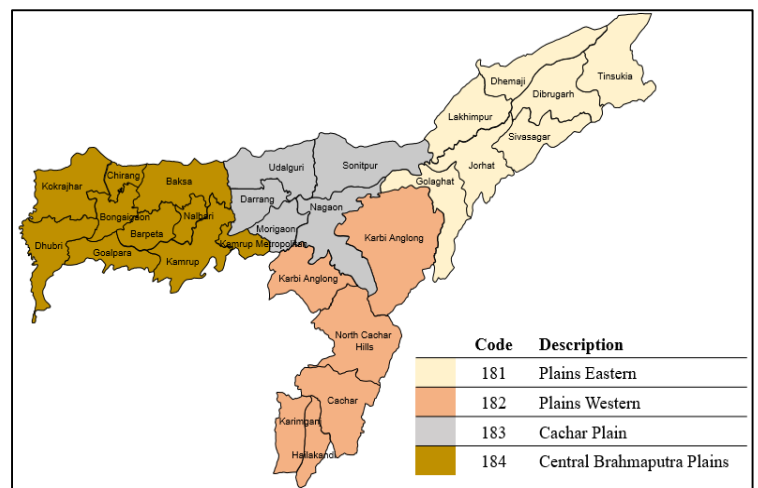 Tinsukia
Dhemaji
Dibrugarh
Lakhimpur
Sivasagar
Jorhat
Golaghat
Udalguri
Sonitpur
Kokrajhar
Chirang
Baksa
Darrang
Nagaon
Bongaigaon
Nalbari
Barpeta
Morigaon
Karbi Anglong
Dhubri
Goalpara
Kamrup
Kamrup Metropolitan
Karbi Anglong
North Cachar
Hills
Cachar
Karimganj
Hailakandi
Code Description
181 Plains Eastern
182 Plains Western
183 Cachar Plain
184 Central Brahmaputra Plains